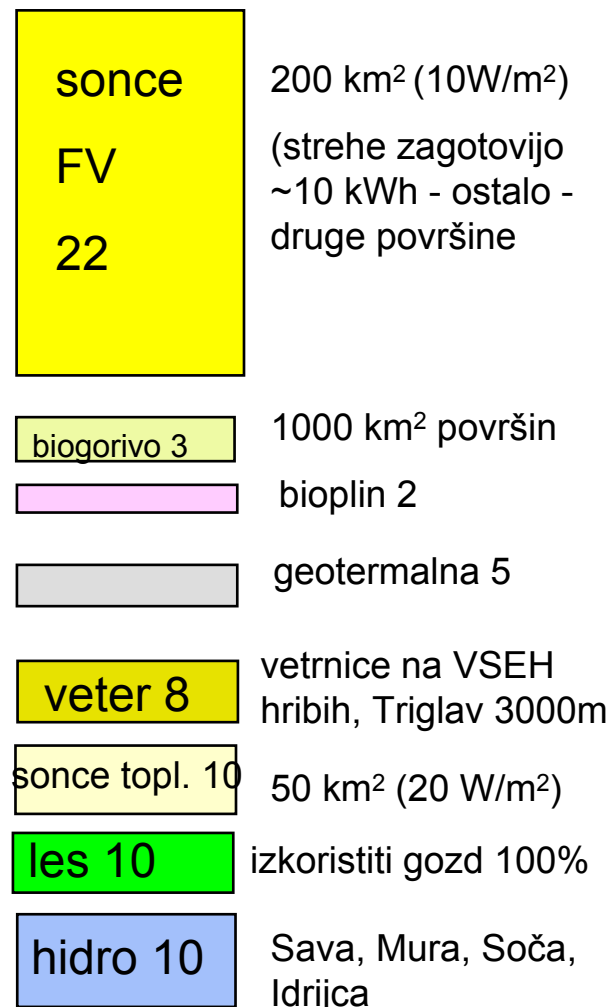 sonce
FV
22
200 km² (10W/m²)
(strehe zagotovijo
~10 kWh - ostalo -
druge površine
biogorivo 3
1000 km² površin
bioplin 2
geotermalna 5
veter 8
vetrnice na VSEH
hribih, Triglav 3000m
sonce topl. 10
50 km² (20 W/m²)
les 10
izkoristiti gozd 100%
hidro 10
Sava, Mura, Soča,
Idrijca